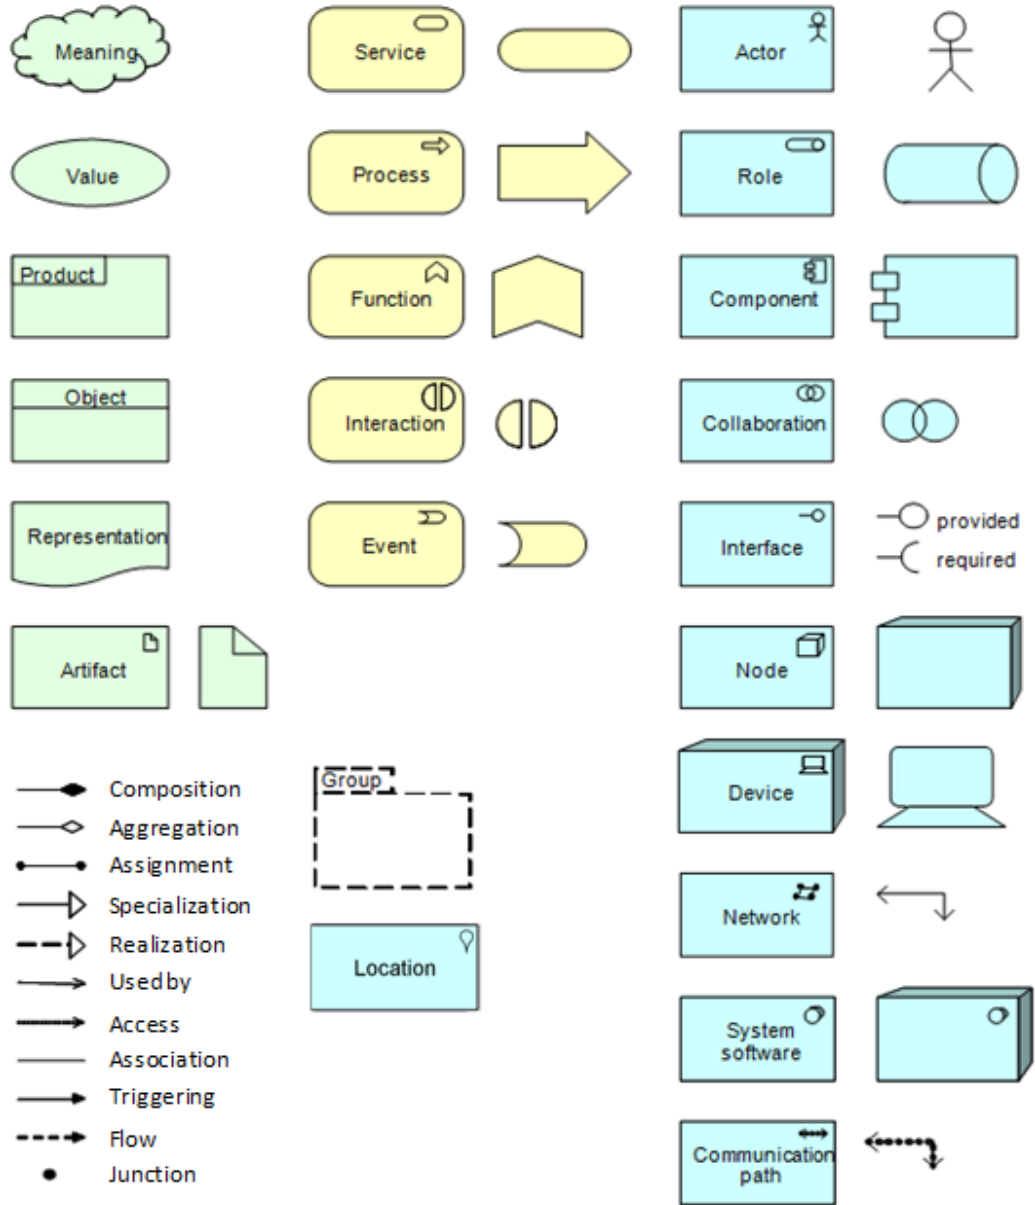 Meaning
Service
Actor
Value
Process
Role
Product
Function
Component
Object
Interaction
Collaboration
Representation
Event
Interface
provided
required
Artifact
Node
Composition
Aggregation
Assignment
Specialization
Realization
Used by
Access
Association
Triggering
Flow
Junction
Group
Location
Device
Network
System
software
Communication
path